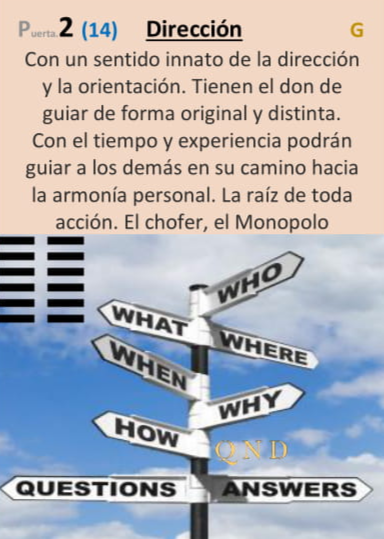 Puerta.2 (14) Dirección G
Con un sentido innato de la dirección
y la orientación. Tienen el don de
guiar de forma original y distinta.
Con el tiempo y experiencia podrán
guiar a los demás en su camino hacia
la armonía personal. La raíz de toda
acción. El chofer, el Monopolo
WHO
WHAT
WHERE
WHEN
WHY
HOW
QND
QUESTIONS ANSWERS